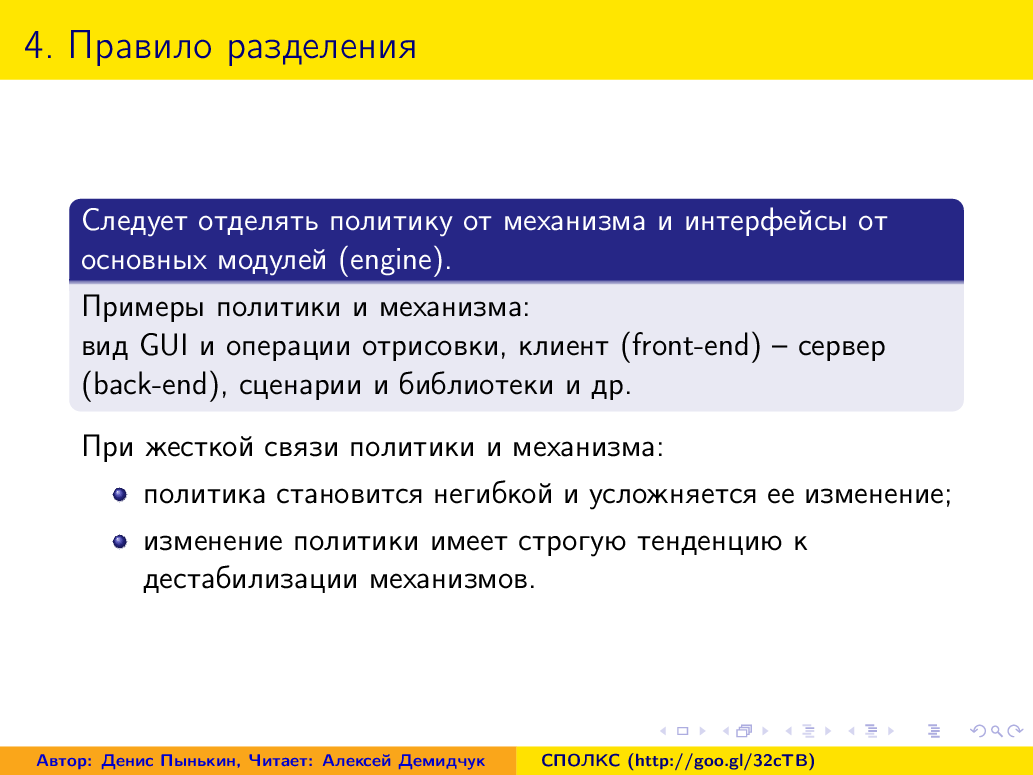 4. Правило разделения
Следует отделять политику от механизма и интерфейсы от
основных модулей (engine).
Примеры политики и механизма:
вид GUI и операции отрисовки, клиент (front-end) – сервер
(back-end), сценарии и библиотеки и др.
При жесткой связи политики и механизма:
политика становится негибкой и усложняется ее изменение;
изменение политики имеет строгую тенденцию к
дестабилизации механизмов.
Автор: Денис Пынькин, Читает: Алексей Демидчук
СПОЛКС (http://goo.gl/32cTB)